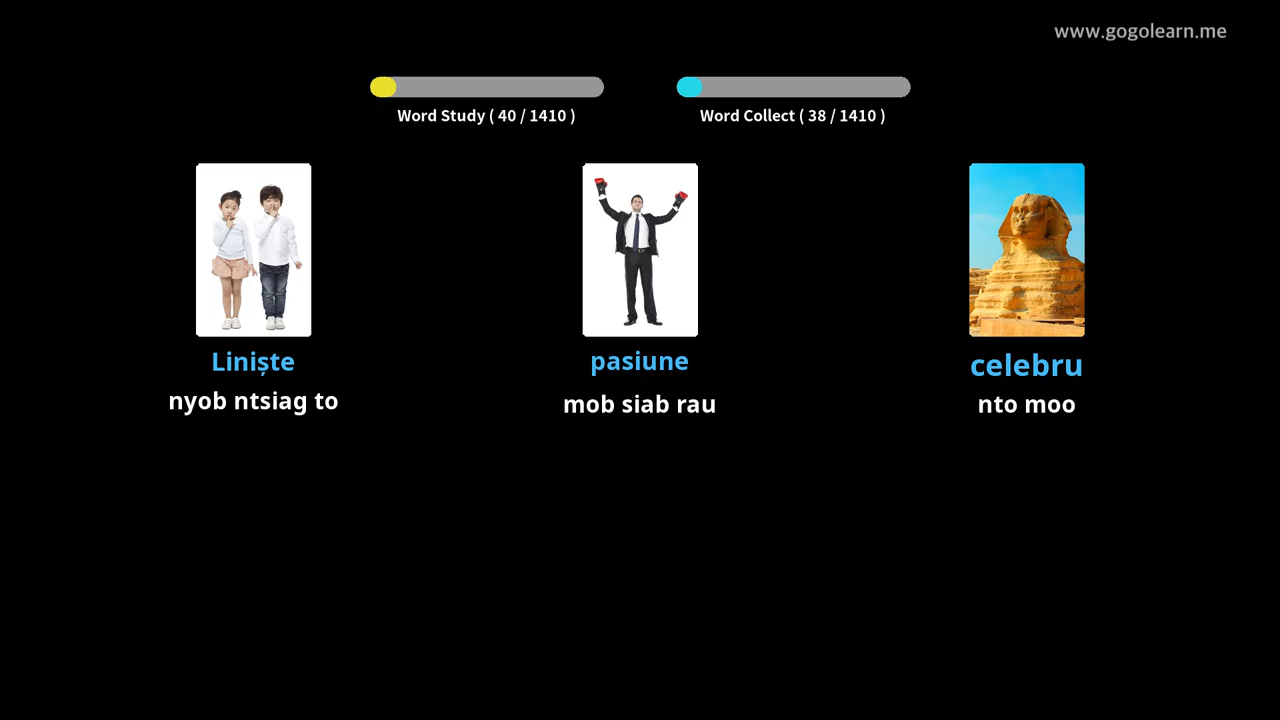 www.gogolearn.me
Word Study ( 40 / 1410 )
Word Collect ( 38 / 1410 )
Liniște
nyob ntsiag to
pasiune
mob siab rau
celebru
nto moo